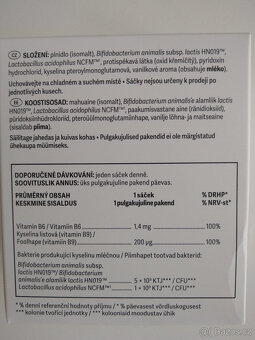 CZ SLOŽENÍ: plnidlo (isomalt), Bifidobacterium animalis subsp. lactis HN019™,
Lactobacillus acidophilus NCFM™, protispékavá látka (oxid křemičitý), pyridoxin
hydrochlorid, kyselina pteroylmonoglutamová, vanilkové aroma (obsahuje mléko).
Uchovávejte na chladném a suchém místě • Sáčky nejsou určeny k prodeji
v jednotlivých kusech.
KOOSTISOSAD: mahuaine (isomalt), Bifidobacterium animalis'e alamliik lactis
HN019™, Lactobacillus acidophilus NCFM™, paakumisvastane aine (ränidioksiid),
püridoksiinhüdrokloriid, pteroüülmonoglutamiinhape, vanilje lõhna- ja maitseaine
(sisaldab piima).
Säilitage jahedas ja kuivas kohas • Pulgakujulised pakendid ei ole märgistatud
ühekaupa müümiseks.
DOPORUČENÉ DÁVKOVÁNÍ: jeden sáček denně.
SOOVITUSLIK ANNUS: üks pulgakujuline pakend päevas.
PRŮMĚRNÝ OBSAH 1 sáček % DRHP*
KESKMINE SISALDUS 1 pulgakujuline pakend % NRV-st*
Vitamin B6 / Vitamiin B6 1,4 mg
Kyselina listová (vitamin B9) /
Foolhape (vitamiin B9) 200 µg
Bakterie produkující kyselinu mléčnou / Piimhapet tootvad bakterid:
Bifidobacterium animalis subsp.
lactis HN019™/ Bifidobacterium
animalis alamliik lactis HN019™ 5 × 10⁹ KTJ***/ CFU***
Lactobacillus acidophilus NCFM™ 1 × 10⁹ KTJ***/ CFU***
* % denní referenční hodnoty příjmu / * % päevasest võrdluskogusest
*** kolonie tvořící jednotky / *** kolooniaid moodustav ühik